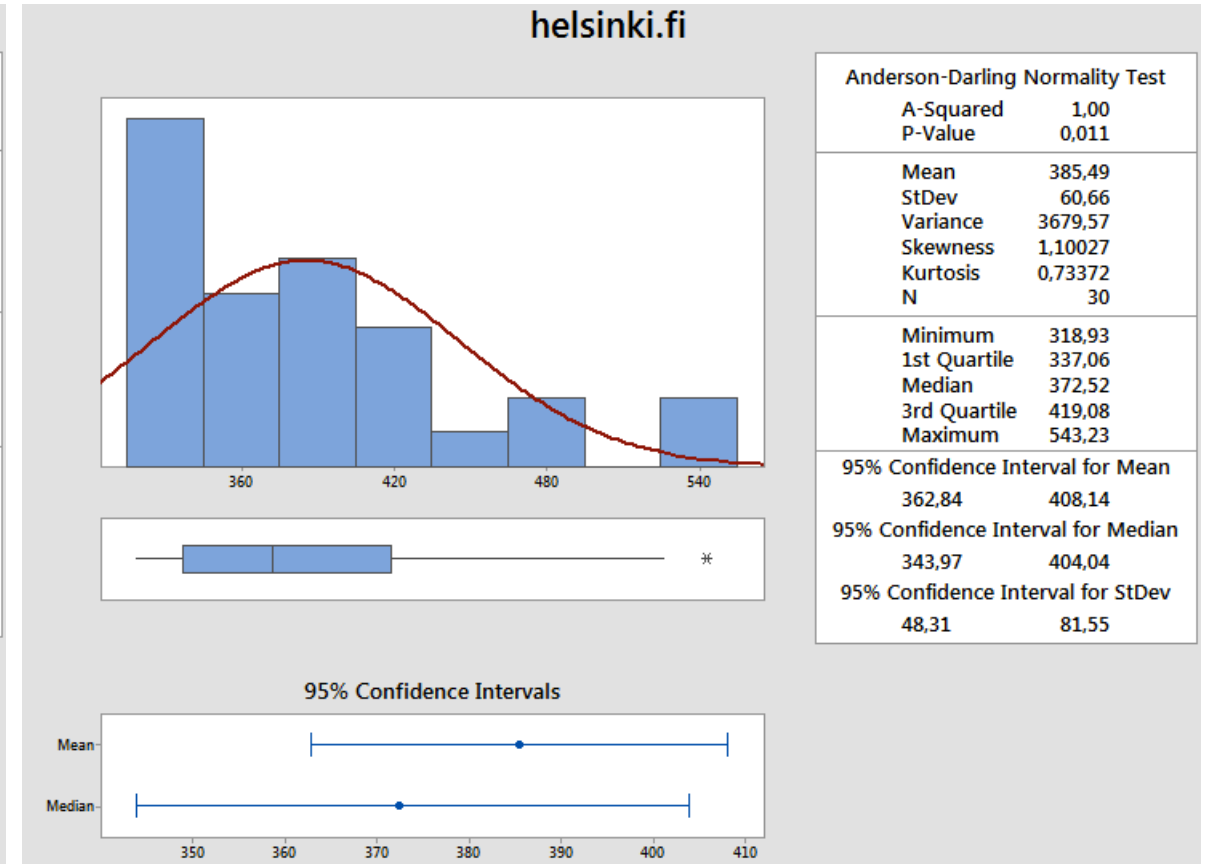 helsinki.fi
360 420 480 540
95% Confidence Intervals
Mean
Median
350 360 370 380 390 400 410
Anderson-Darling Normality Test
A-Squared 1,00
P-Value 0,011
Mean 385,49
StDev 60,66
Variance 3679,57
Skewness 1,10027
Kurtosis 0,73372
N 30
Minimum 318,93
1st Quartile 337,06
Median 372,52
3rd Quartile 419,08
Maximum 543,23
95% Confidence Interval for Mean
362,84 408,14
95% Confidence Interval for Median
343,97 404,04
95% Confidence Interval for StDev
48,31 81,55